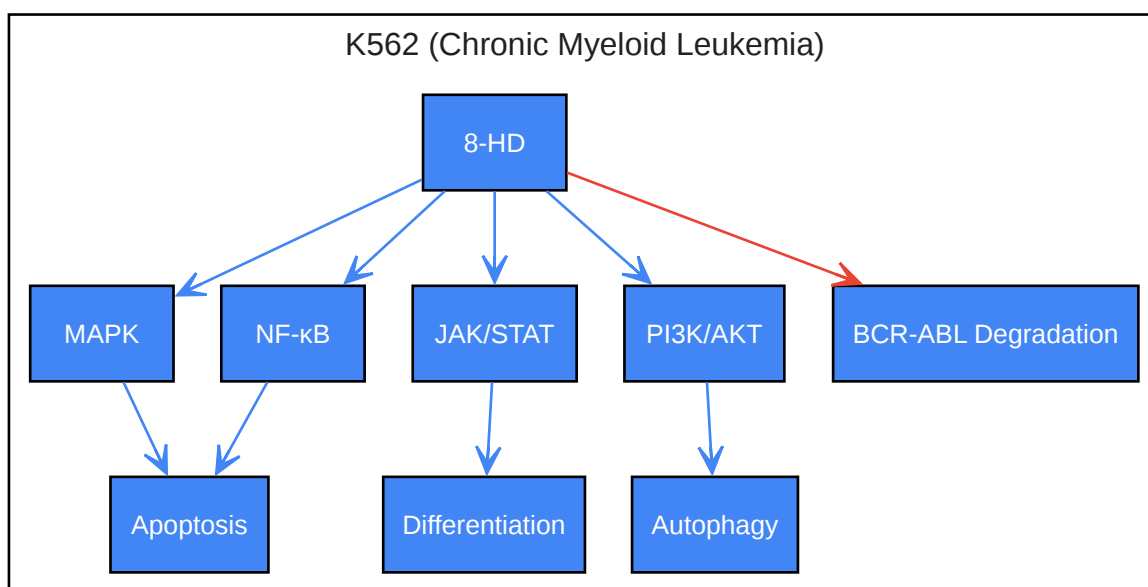 K562 (Chronic Myeloid Leukemia)
8-HD
MAPK
NF-κB
JAK/STAT
PI3K/AKT
BCR-ABL Degradation
Apoptosis
Differentiation
Autophagy